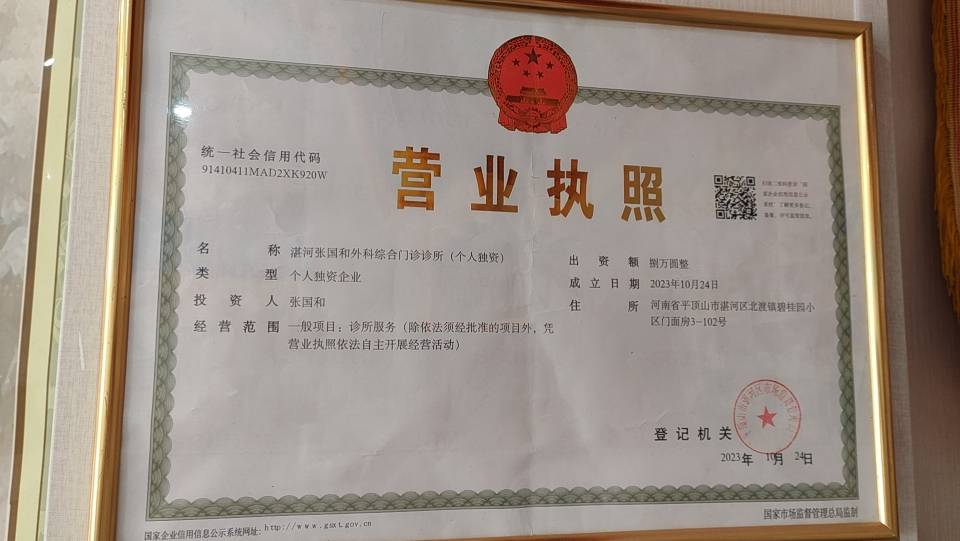 统一社会信用代码
91410411MAD2XK920W
营业执照
名称 湛河张国和外科综合门诊诊所（个人独资）
类型 个人独资企业
投资人 张国和
经营范围 一般项目：诊所服务（除依法须经批准的项目外，凭
营业执照依法自主开展经营活动）
出资额 捌万圆整
成立日期 2023年10月24日
住所 河南省平顶山市湛河区北渡镇碧桂园小
区门面房3-102号
登记机关
2023年 10月 24日
国家企业信用信息公示系统网址：http://www.gsxt.gov.cn
国家市场监督管理总局监制